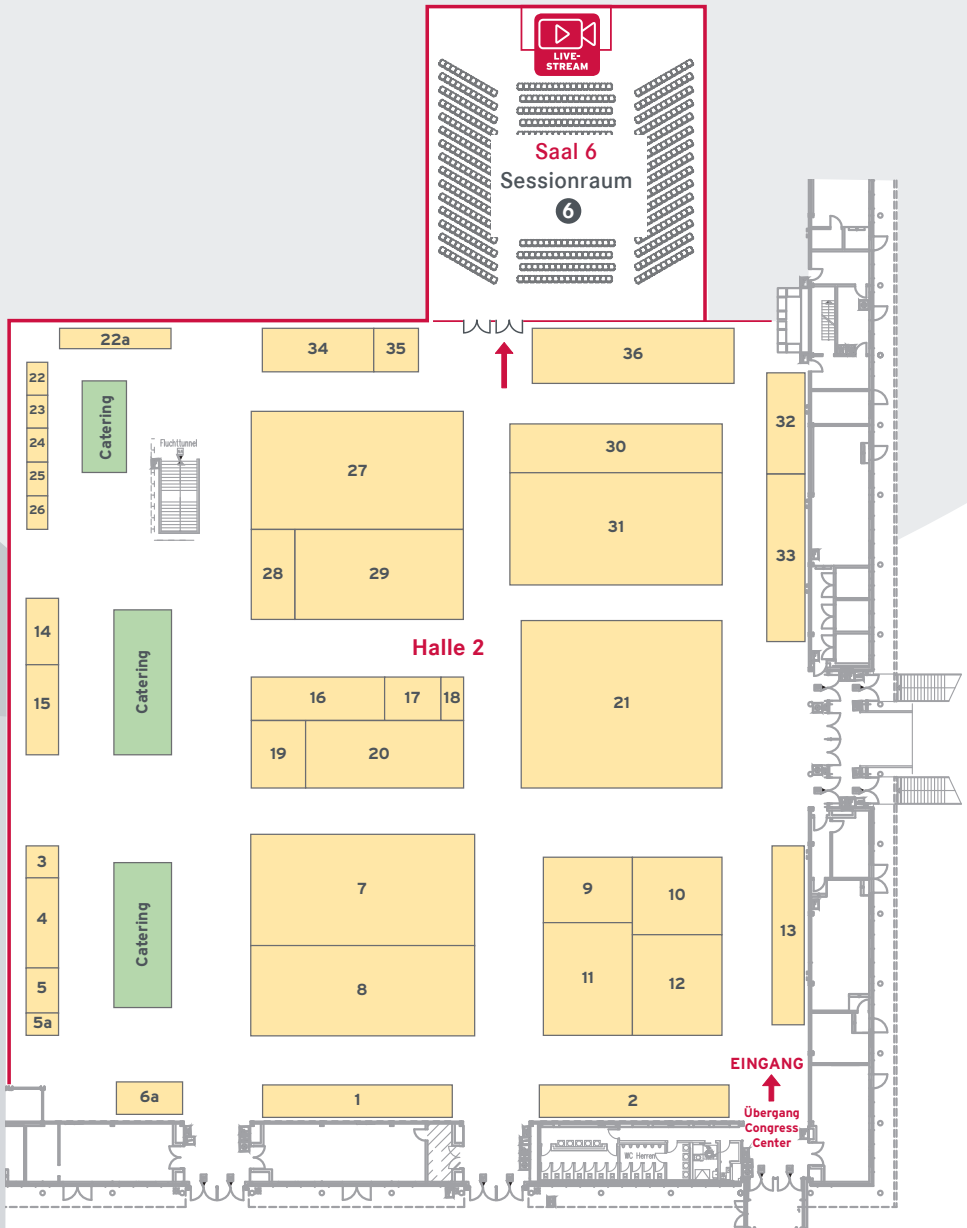 LIVE-
STREAM
Saal 6
Sessionraum
6
22a
34
35
36
22
23
24
25
26
Catering
Fluchttunnel
27
28
29
30
31
32
33
Halle 2
14
15
Catering
16
17
18
19
20
21
3
4
5
5a
Catering
7
8
9
10
11
12
13
EINGANG
Übergang
Congress
Center
6a
1
2
WC Herren